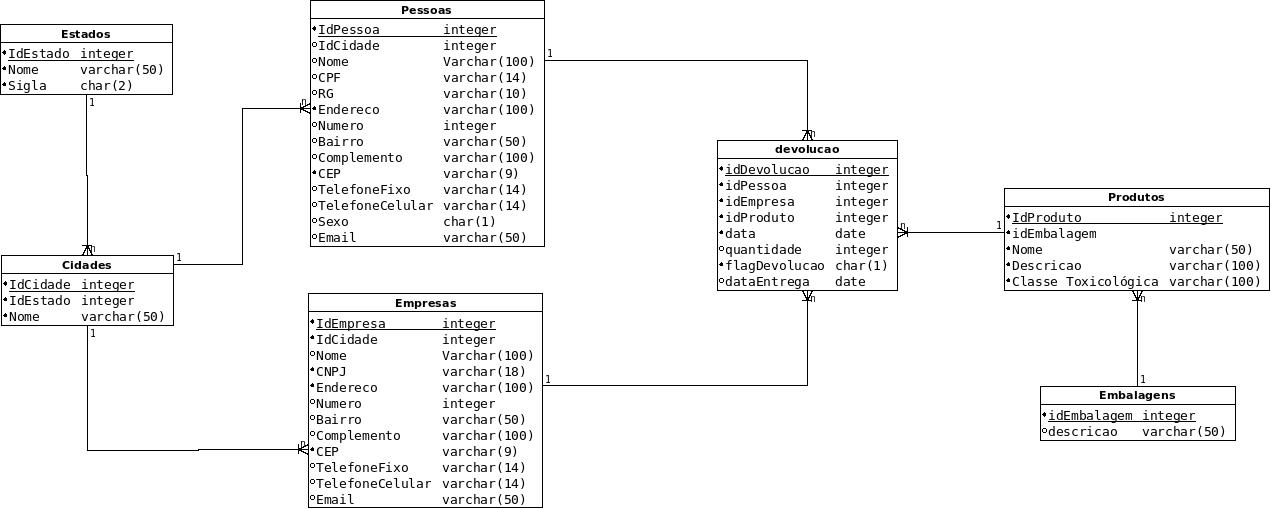 Estados
IdEstado integer
Nome varchar(50)
Sigla char(2)
1
n
Cidades
IdCidade integer
IdEstado integer
Nome varchar(50)
1
1
n
Pessoas
IdPessoa integer
IdCidade integer
Nome Varchar(100)
CPF varchar(14)
RG varchar(10)
Endereco varchar(100)
Numero integer
Bairro varchar(50)
Complemento varchar(100)
CEP varchar(9)
TelefoneFixo varchar(14)
TelefoneCelular varchar(14)
Sexo char(1)
Email varchar(50)
1
n
Empresas
IdEmpresa integer
IdCidade integer
Nome Varchar(100)
CNPJ varchar(18)
Endereco varchar(100)
Numero integer
Bairro varchar(50)
Complemento varchar(100)
CEP varchar(9)
TelefoneFixo varchar(14)
TelefoneCelular varchar(14)
Email varchar(50)
1
n
devolucao
idDevolucao integer
idPessoa integer
idEmpresa integer
idProduto integer
data date
quantidade integer
flagDevolucao char(1)
dataEntrega date
n
n
1
Produtos
IdProduto integer
idEmbalagem
Nome varchar(50)
Descricao varchar(100)
Classe Toxicológica varchar(100)
n
1
Embalagens
idEmbalagem integer
descricao varchar(50)